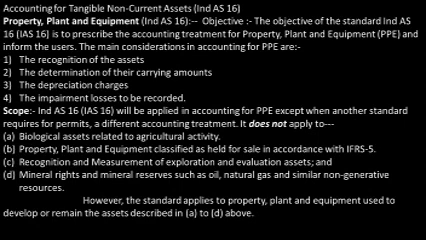 Accounting for Tangible Non-Current Assets (Ind AS 16)
Property, Plant and Equipment (Ind AS 16):-- Objective :- The objective of the standard Ind AS
16 (IAS 16) is to prescribe the accounting treatment for Property, Plant and Equipment (PPE) and
inform the users. The main considerations in accounting for PPE are:-
1) The recognition of the assets
2) The determination of their carrying amounts
3) The depreciation charges
4) The impairment losses to be recorded.
Scope:- Ind AS 16 (IAS 16) will be applied in accounting for PPE except when another standard
requires for permits, a different accounting treatment. It does not apply to---
(a) Biological assets related to agricultural activity.
(b) Property, Plant and Equipment classified as held for sale in accordance with IFRS-5.
(c) Recognition and Measurement of exploration and evaluation assets; and
(d) Mineral rights and mineral reserves such as oil, natural gas and similar non-generative
resources.
However, the standard applies to property, plant and equipment used to
develop or remain the assets described in (a) to (d) above.